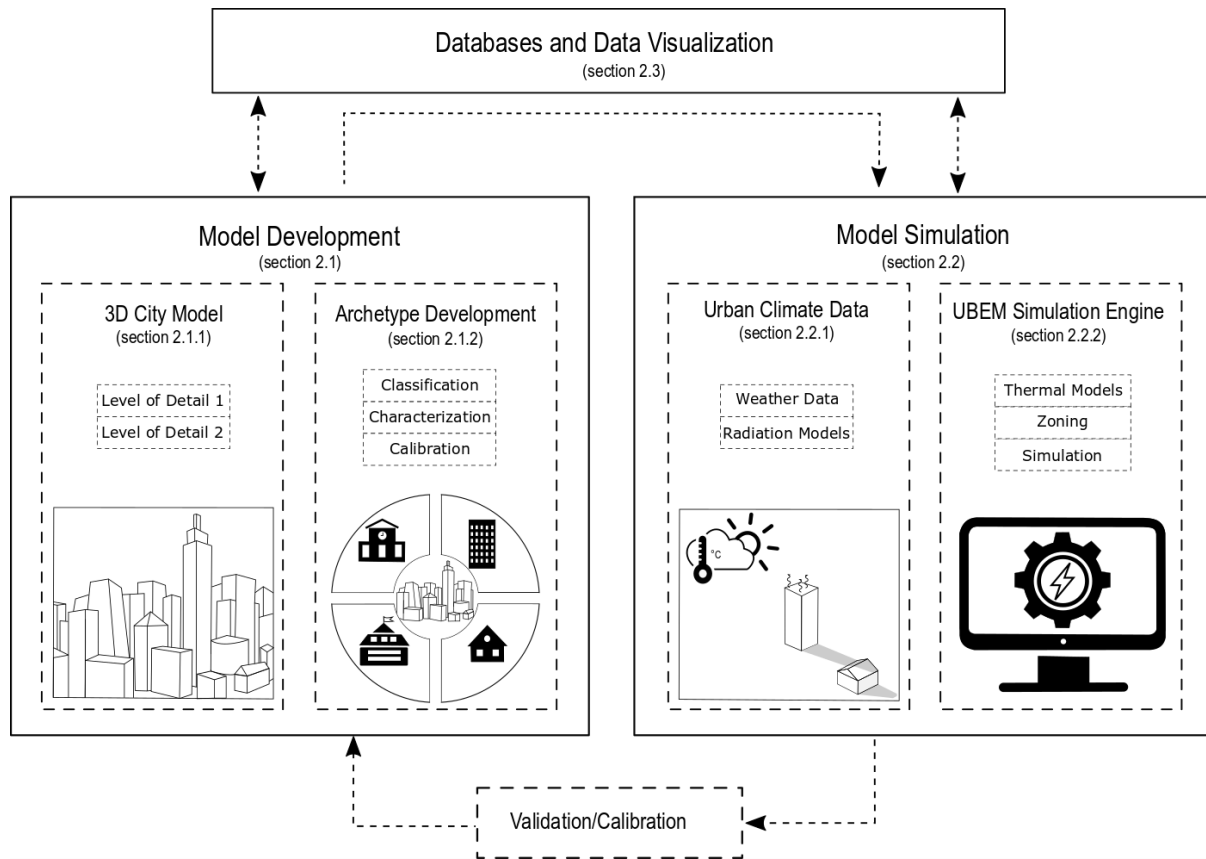 Databases and Data Visualization
(section 2.3)
Model Development
(section 2.1)
3D City Model
(section 2.1.1)
Level of Detail 1
Level of Detail 2
Archetype Development
(section 2.1.2)
Classification
Characterization
Calibration
Model Simulation
(section 2.2)
Urban Climate Data
(section 2.2.1)
Weather Data
Radiation Models
°C
UBEM Simulation Engine
(section 2.2.2)
Thermal Models
Zoning
Simulation
Validation/Calibration